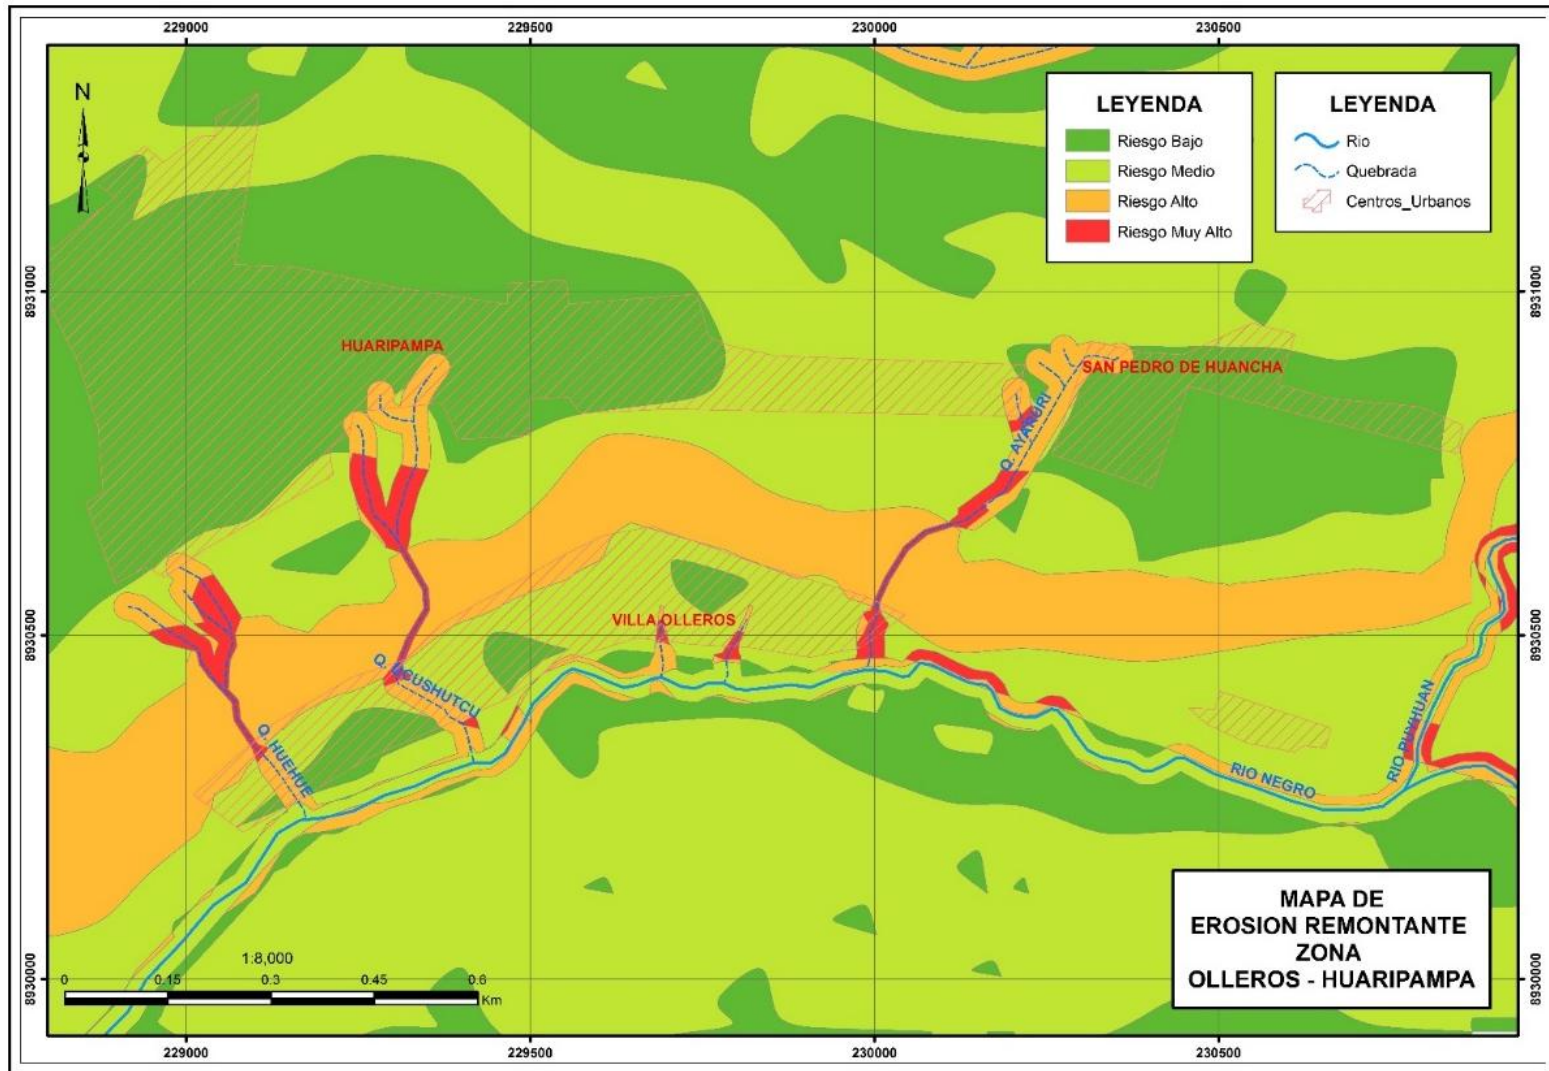 229000
229500
230000
230500
N
LEYENDA
Riesgo Bajo
Riesgo Medio
Riesgo Alto
Riesgo Muy Alto
LEYENDA
Rio
Quebrada
Centros_Urbanos
8931000
8931000
HUARIPAMPA
SAN PEDRO DE HUANCHA
Q. AYAHURI
8930500
8930500
VILLA OLLEROS
Q. HUEHUE
RIO PUYHUAN
RIO NEGRO
MAPA DE
EROSION REMONTANTE
ZONA
OLLEROS - HUARIPAMPA
1:8,000
0
0.15
0.3
0.45
0.6
Km
8930000
8930000
229000
229500
230000
230500